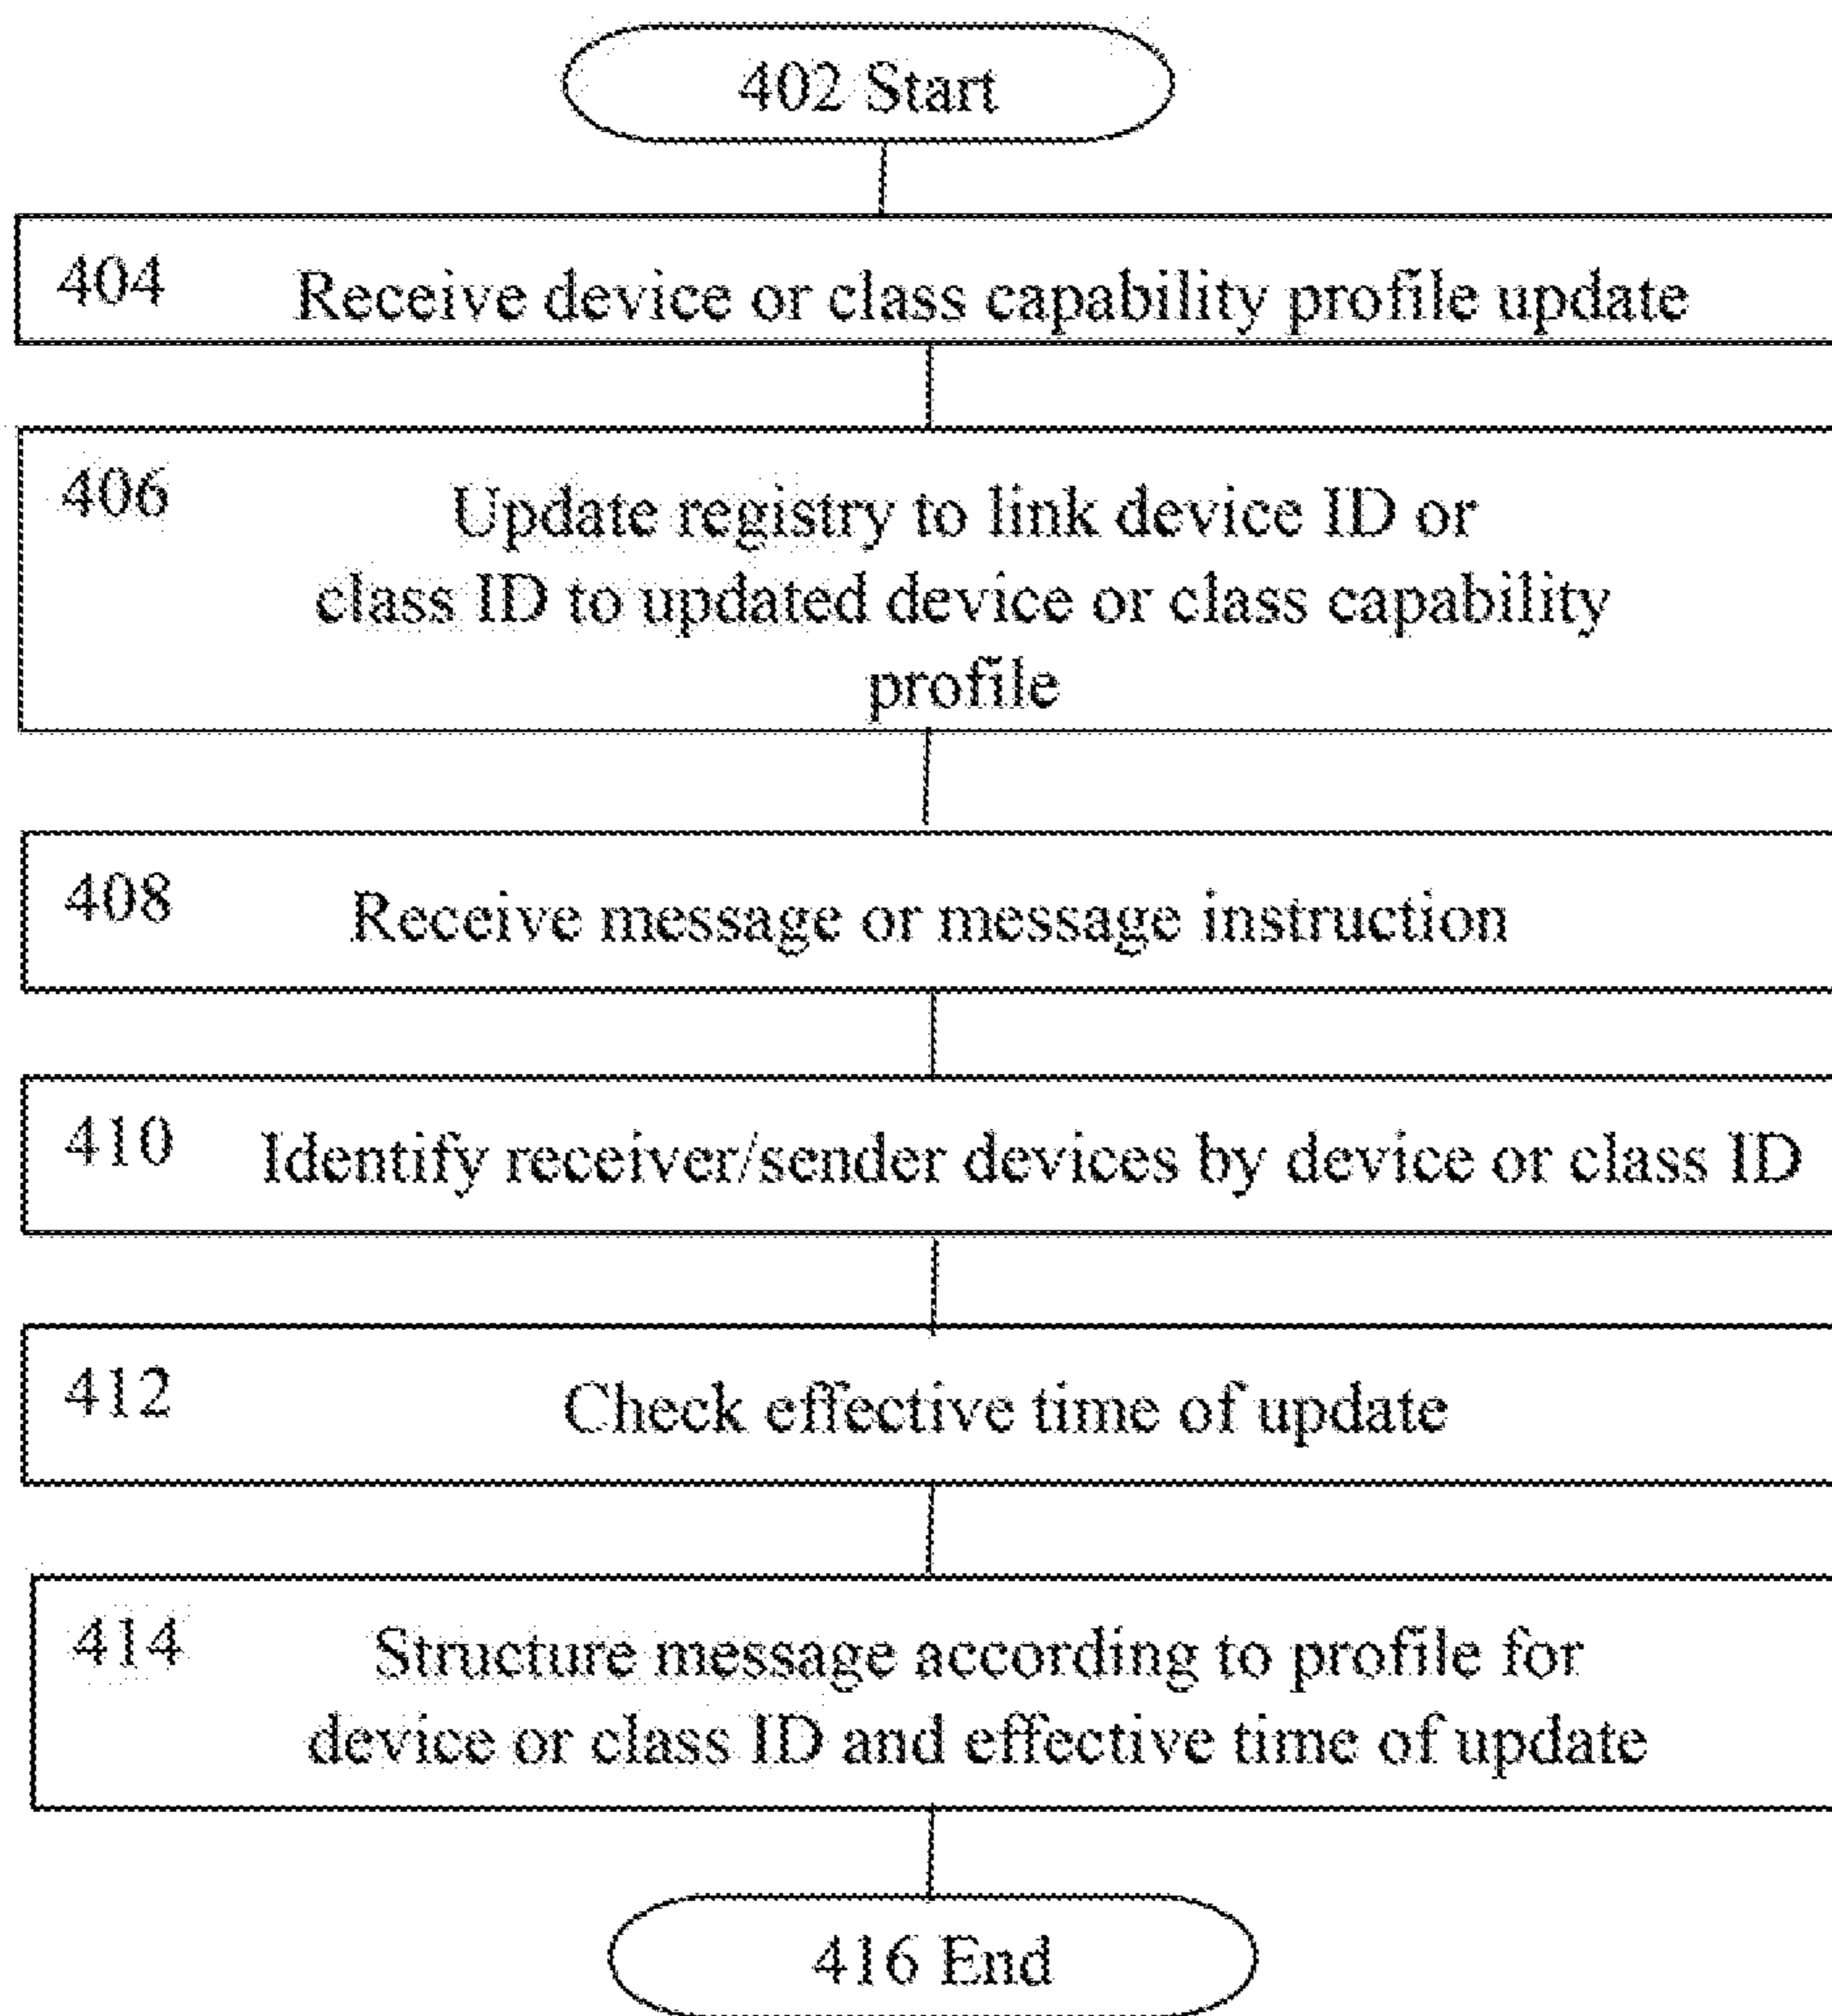 402 Start
404 Receive device or class capability profile update
406 Update registry to link device ID or
class ID to updated device or class capability
profile
408 Receive message or message instruction
410 Identify receiver/sender devices by device or class ID
412 Check effective time of update
414 Structure message according to profile for
device or class ID and effective time of update
416 End